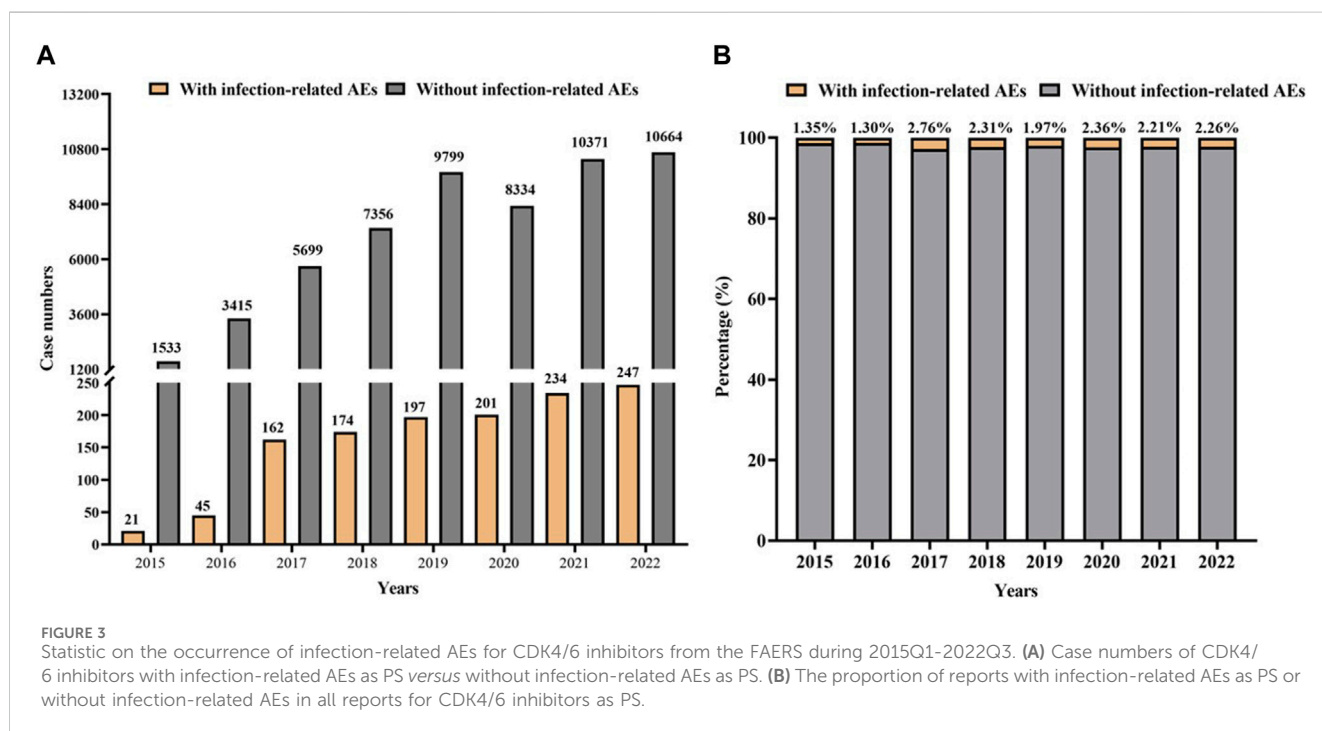 A
With infection-related AEs Without infection-related AEs
13200
10800
8400
6000
3600
1200
250
200
150
100
50
0
Case numbers
21
1533
45
3415
162
5699
174
7356
197
9799
201
8334
234
10371
247
10664
2015 2016 2017 2018 2019 2020 2021 2022
Years
B
With infection-related AEs Without infection-related AEs
1.35% 1.30% 2.76% 2.31% 1.97% 2.36% 2.21% 2.26%
100
80
60
40
20
0
Percentage (%)
2015 2016 2017 2018 2019 2020 2021 2022
Years
FIGURE 3
Statistic on the occurrence of infection-related AEs for CDK4/6 inhibitors from the FAERS during 2015Q1-2022Q3. (A) Case numbers of CDK4/
6 inhibitors with infection-related AEs as PS versus without infection-related AEs as PS. (B) The proportion of reports with infection-related AEs as PS or
without infection-related AEs in all reports for CDK4/6 inhibitors as PS.